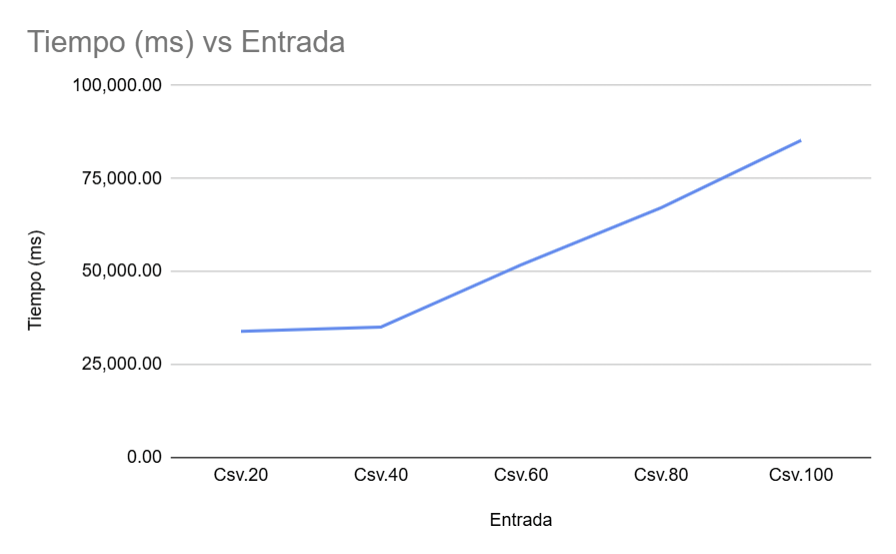 Tiempo (ms) vs Entrada
100,000.00
75,000.00
50,000.00
25,000.00
0.00
Tiempo (ms)
Csv.20 Csv.40 Csv.60 Csv.80 Csv.100
Entrada